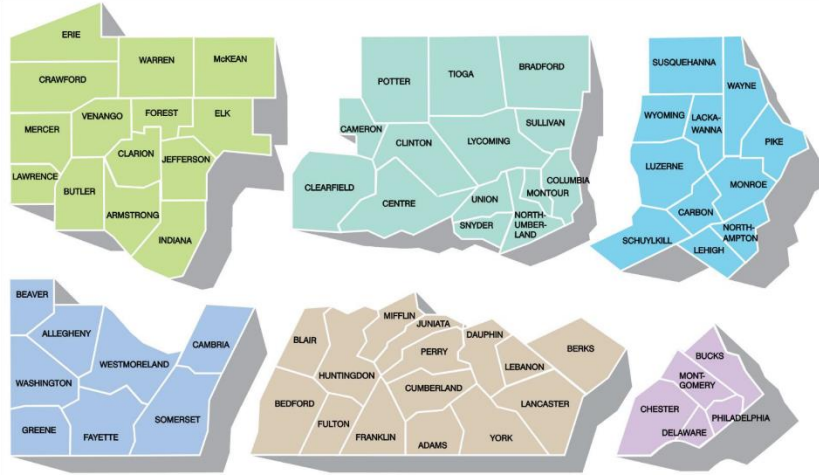 ERIE
WARREN
McKEAN
CRAWFORD
VENANGO
FOREST
ELK
MERCER
CLARION
JEFFERSON
LAWRENCE
BUTLER
ARMSTRONG
INDIANA
POTTER
TIOGA
BRADFORD
CAMERON
CLINTON
LYCOMING
SULLIVAN
CLEARFIELD
CENTRE
UNION
COLUMBIA
MONTOUR
SNYDER
NORTH-
UMBER-
LAND
SUSQUEHANNA
WAYNE
WYOMING
LACKA-
WANNA
PIKE
LUZERNE
MONROE
CARBON
SCHUYLKILL
NORTH-
AMPTON
LEHIGH
BEAVER
ALLEGHENY
CAMBRIA
WESTMORELAND
WASHINGTON
SOMERSET
GREENE
FAYETTE
MIFFLIN
JUNIATA
BLAIR
DAUPHIN
PERRY
BERKS
LEBANON
HUNTINGDON
CUMBERLAND
BEDFORD
LANCASTER
FULTON
FRANKLIN
ADAMS
YORK
BUCKS
MONT-
GOMERY
CHESTER
PHILADELPHIA
DELAWARE